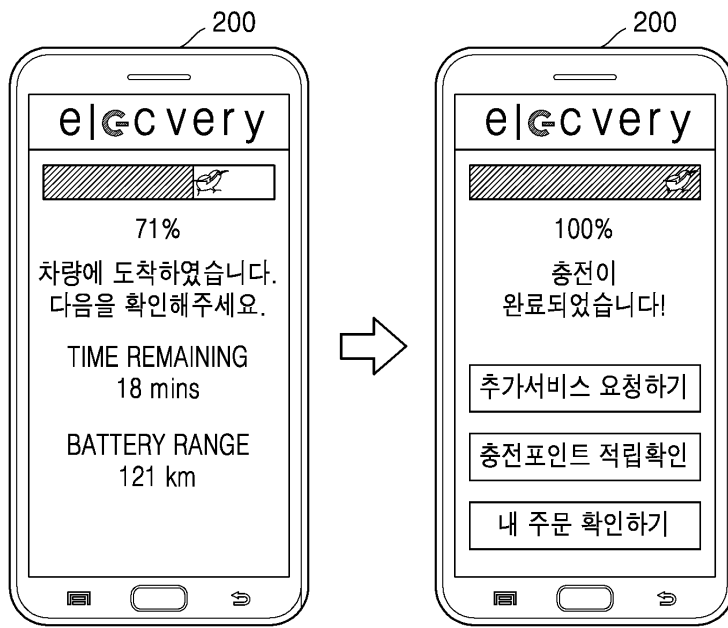 200
elecvery
71%
차량에 도착하였습니다.
다음을 확인해주세요.
TIME REMAINING
18 mins
BATTERY RANGE
121 km
200
elecvery
100%
충전이
완료되었습니다!
추가서비스 요청하기
충전포인트 적립확인
내 주문 확인하기